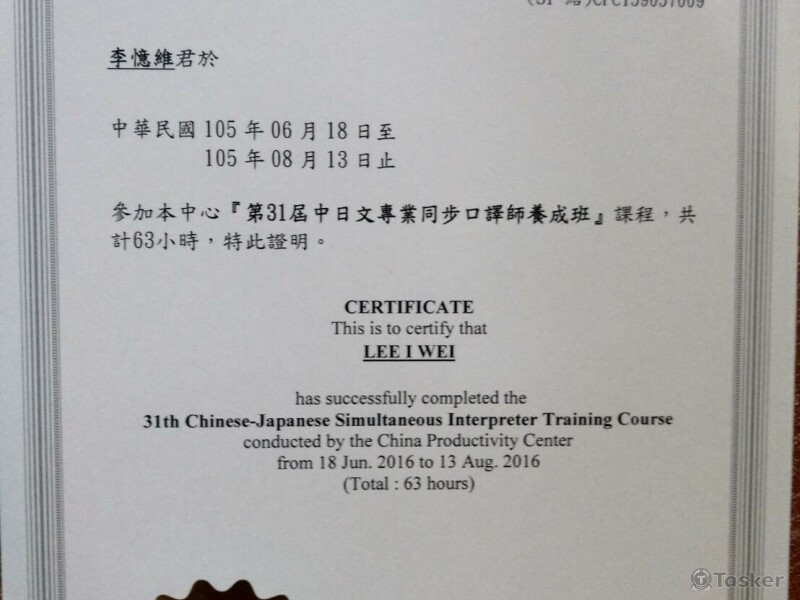 李憶維君於
中華民國 105 年 06 月 18 日至
105 年 08 月 13 日止
參加本中心『第31屆中日文專業同步口譯師養成班』課程，共
計63小時，特此證明。
CERTIFICATE
This is to certify that
LEE I WEI
has successfully completed the
31th Chinese-Japanese Simultaneous Interpreter Training Course
conducted by the China Productivity Center
from 18 Jun. 2016 to 13 Aug. 2016
(Total : 63 hours)
Tasker